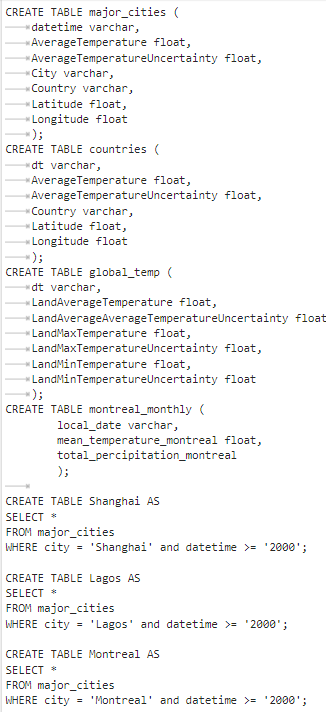 CREATE TABLE major_cities (
datetime varchar,
AverageTemperature float,
AverageTemperatureUncertainty float,
City varchar,
Country varchar,
Latitude float,
Longitude float
);
CREATE TABLE countries (
dt varchar,
AverageTemperature float,
AverageTemperatureUncertainty float,
Country varchar,
Latitude float,
Longitude float
);
CREATE TABLE global_temp (
dt varchar,
LandAverageTemperature float,
LandAverageAverageTemperatureUncertainty float
LandMaxTemperature float,
LandMaxTemperatureUncertainty float,
LandMinTemperature float,
LandMinTemperatureUncertainty float
);
CREATE TABLE montreal_monthly (
local_date varchar,
mean_temperature_montreal float,
total_percipitation_montreal
);
CREATE TABLE Shanghai AS
SELECT *
FROM major_cities
WHERE city = 'Shanghai' and datetime >= '2000';
CREATE TABLE Lagos AS
SELECT *
FROM major_cities
WHERE city = 'Lagos' and datetime >= '2000';
CREATE TABLE Montreal AS
SELECT *
FROM major_cities
WHERE city = 'Montreal' and datetime >= '2000';